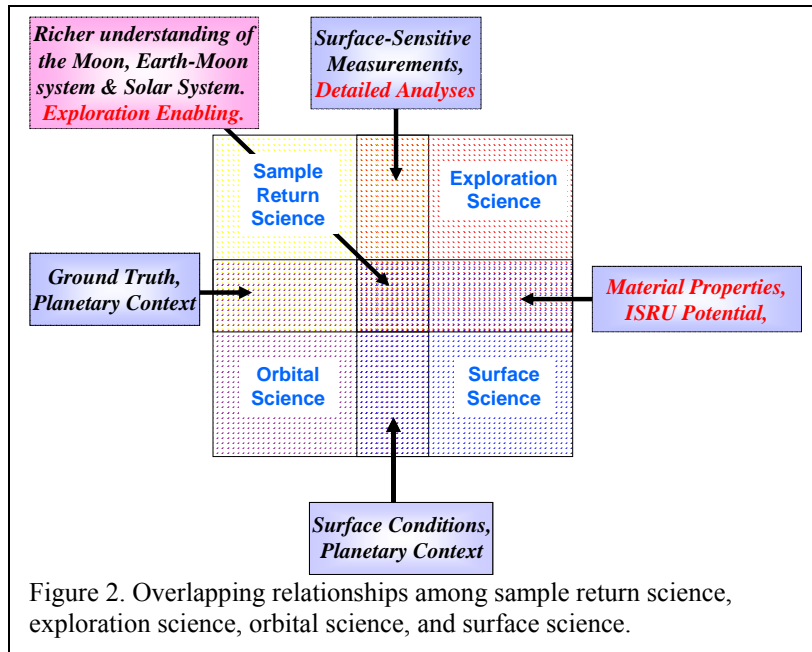 Richer understanding of
the Moon, Earth-Moon
system & Solar System.
Exploration Enabling.
Surface-Sensitive
Measurements,
Detailed Analyses
Sample
Return
Science
Exploration
Science
Ground Truth,
Planetary Context
Material Properties,
ISRU Potential,
Orbital
Science
Surface
Science
Surface Conditions,
Planetary Context
Figure 2. Overlapping relationships among sample return science,
exploration science, orbital science, and surface science.